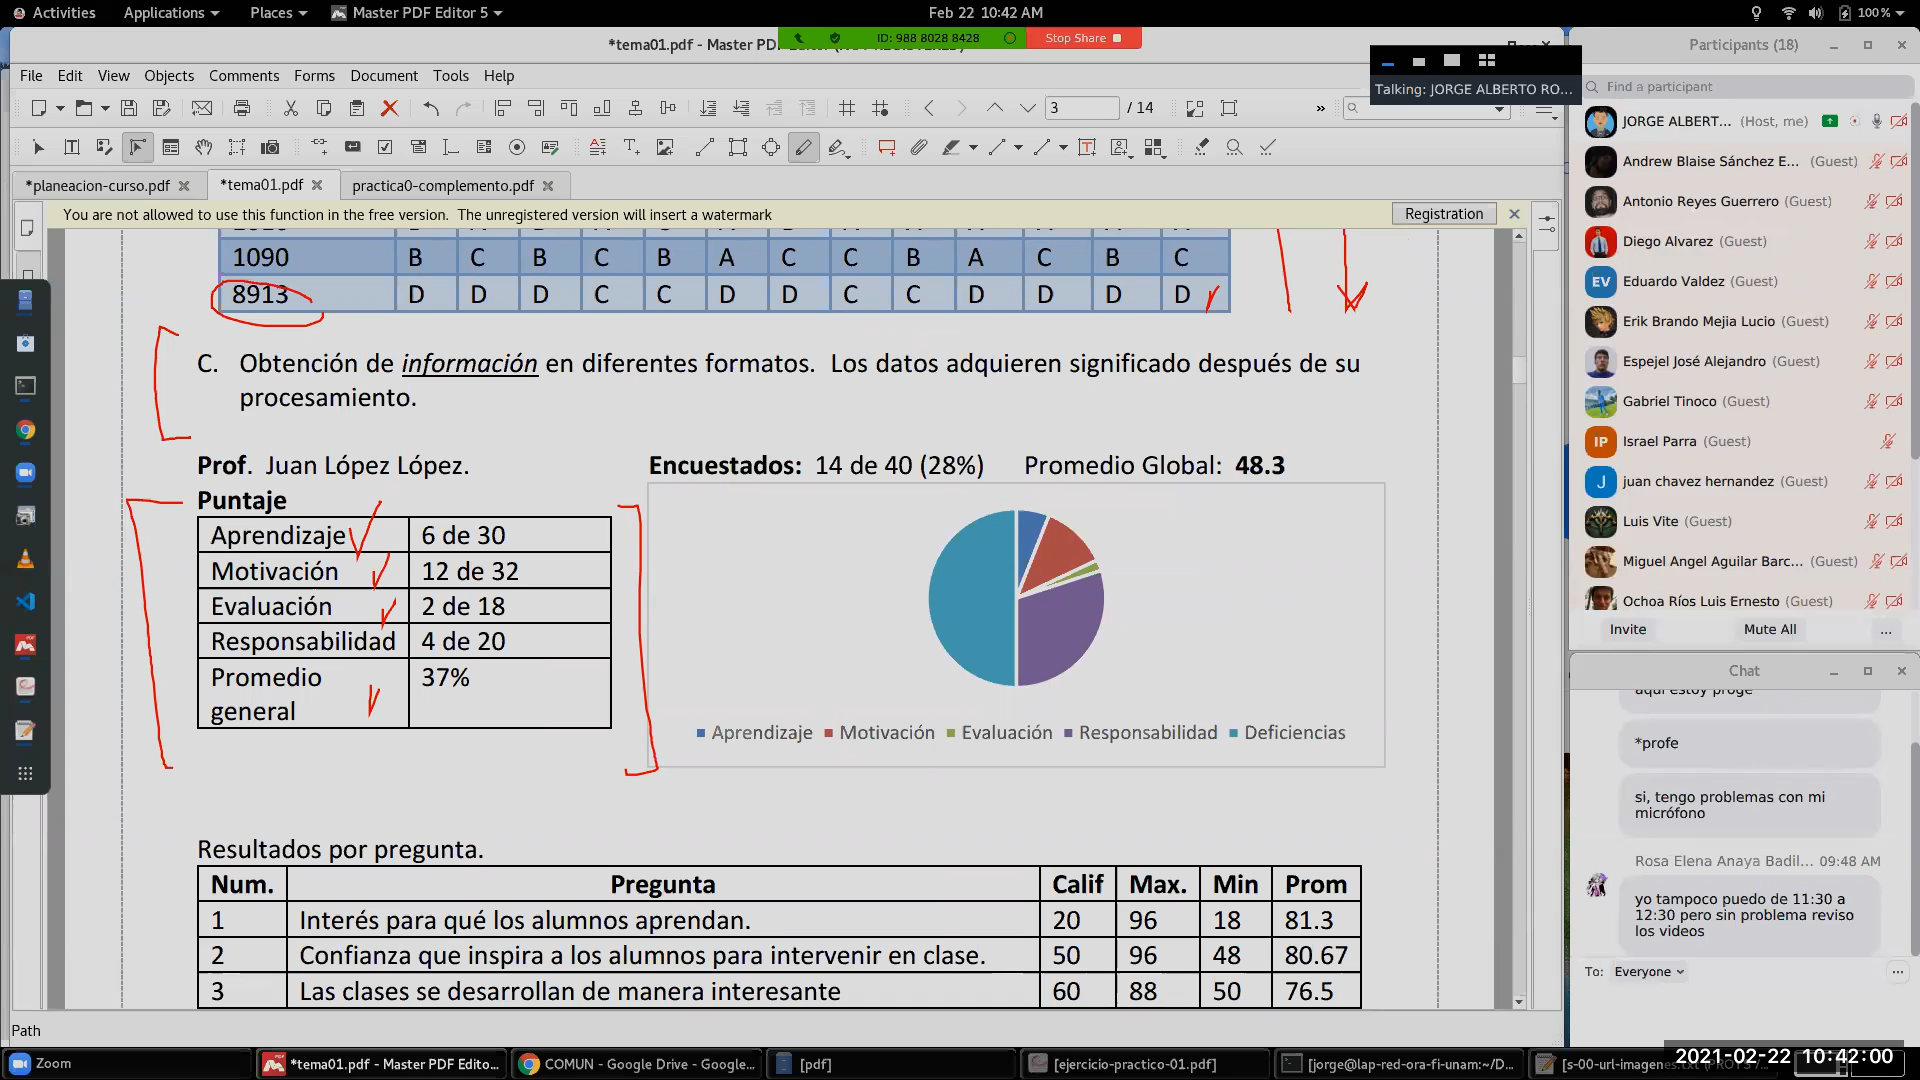 Activities Applications Places Master PDF Editor 5 Feb 22 10:42 AM 100%
*tema01.pdf - Master PD
ID: 988 8028 8428 Stop Share
Talking: JORGE ALBERTO RO...
File Edit View Objects Comments Forms Document Tools Help
3 / 14
*planeacion-curso.pdf *tema01.pdf practica0-complemento.pdf
You are not allowed to use this function in the free version. The unregistered version will insert a watermark Registration
1090 B C B C B A C C B A C B C
8913 D D D C C D D C C D D D D
C. Obtención de información en diferentes formatos. Los datos adquieren significado después de su
procesamiento.
Prof. Juan López López. Encuestados: 14 de 40 (28%) Promedio Global: 48.3
Puntaje
Aprendizaje 6 de 30
Motivación 12 de 32
Evaluación 2 de 18
Responsabilidad 4 de 20
Promedio 37%
general
Aprendizaje Motivación Evaluación Responsabilidad Deficiencias
Resultados por pregunta.
Num. Pregunta Calif Max. Min Prom
1 Interés para qué los alumnos aprendan. 20 96 18 81.3
2 Confianza que inspira a los alumnos para intervenir en clase. 50 96 48 80.67
3 Las clases se desarrollan de manera interesante 60 88 50 76.5
Path
Participants (18)
Find a participant
JORGE ALBERT... (Host, me)
Andrew Blaise Sánchez E... (Guest)
Antonio Reyes Guerrero (Guest)
Diego Alvarez (Guest)
EV Eduardo Valdez (Guest)
Erik Brando Mejia Lucio (Guest)
Espejel José Alejandro (Guest)
Gabriel Tinoco (Guest)
IP Israel Parra (Guest)
J juan chavez hernandez (Guest)
Luis Vite (Guest)
Miguel Angel Aguilar Barc... (Guest)
Ochoa Ríos Luis Ernesto (Guest)
Invite Mute All ...
Chat
aqui estoy profe
*profe
si, tengo problemas con mi
micrófono
Rosa Elena Anaya Badil... 09:48 AM
yo tampoco puedo de 11:30 a
12:30 pero sin problema reviso
los videos
To: Everyone
Zoom *tema01.pdf - Master PDF Edito... COMUN - Google Drive - Google... [pdf] [ejercicio-practico-01.pdf] [jorge@lap-red-ora-fi-unam:~/D... [s-00-url-imagenes.txt
2021-02-22 10:42:00